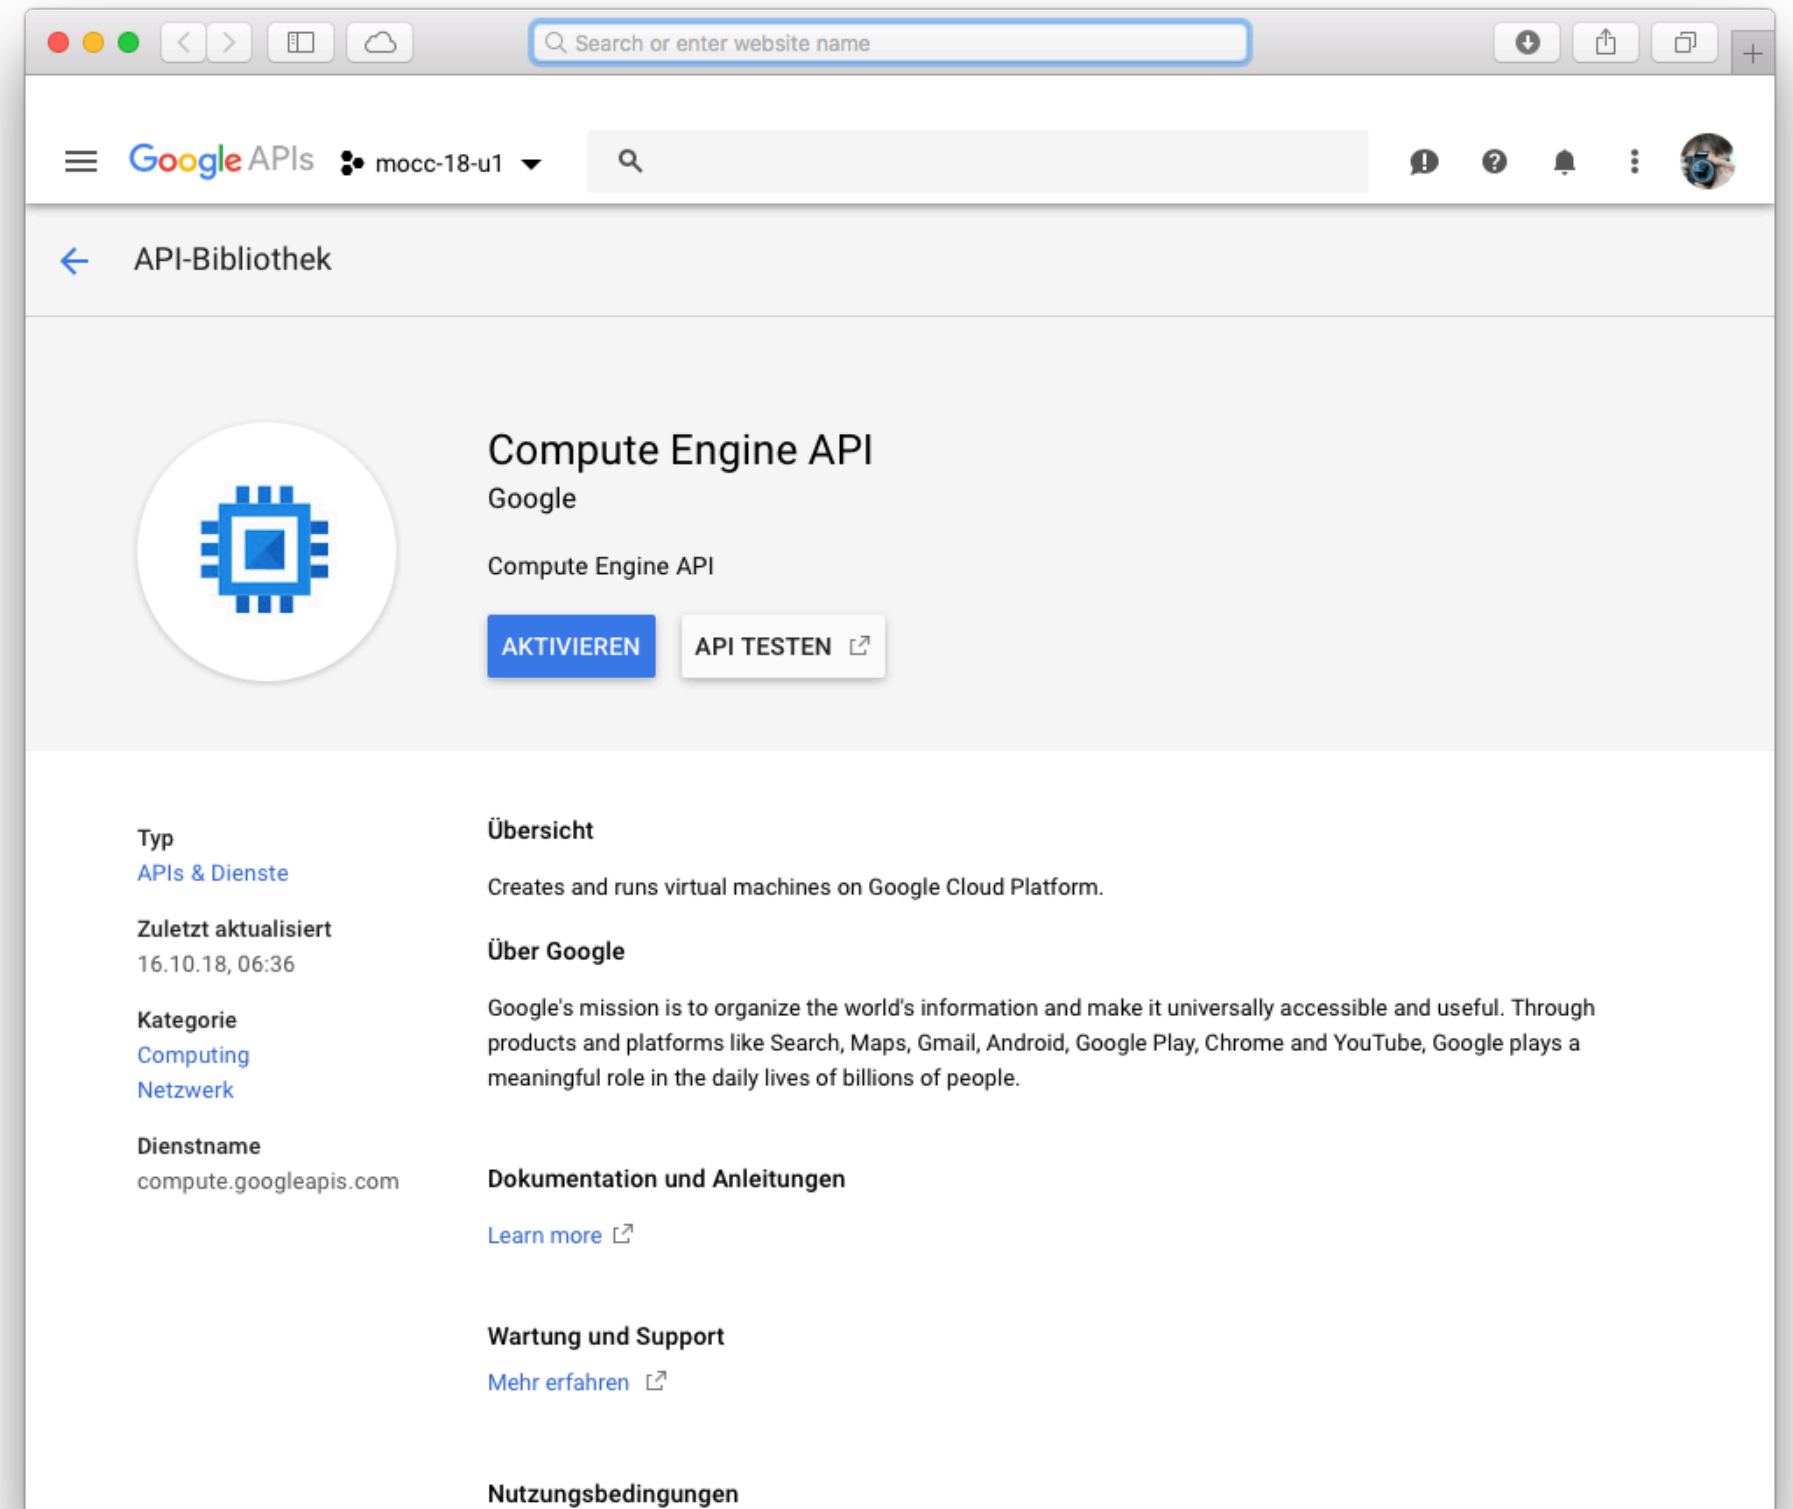 Search or enter website name
Google APIs mocc-18-u1
API-Bibliothek
Compute Engine API
Google
Compute Engine API
AKTIVIEREN API TESTEN
Typ
APIs & Dienste
Zuletzt aktualisiert
16.10.18, 06:36
Kategorie
Computing
Netzwerk
Dienstname
compute.googleapis.com
Übersicht
Creates and runs virtual machines on Google Cloud Platform.
Über Google
Google's mission is to organize the world's information and make it universally accessible and useful. Through
products and platforms like Search, Maps, Gmail, Android, Google Play, Chrome and YouTube, Google plays a
meaningful role in the daily lives of billions of people.
Dokumentation und Anleitungen
Learn more
Wartung und Support
Mehr erfahren
Nutzungsbedingungen